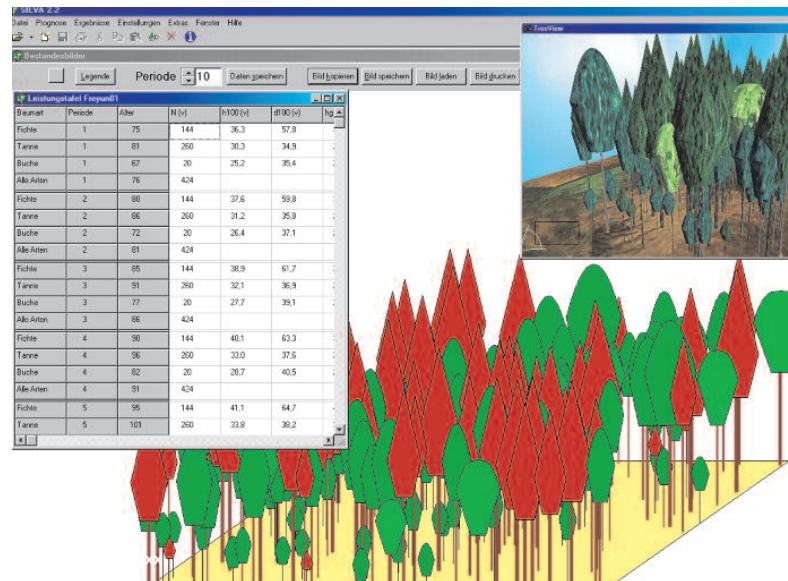 SILVA 2.2
Datei Prognose Ergebnisse Einstellungen Extras Fenster Hilfe
Bestandesbilder
Legende Periode 10 Daten speichern Bild kopieren Bild speichern Bild laden Bild drucken
TreeView
Leistungstafel Freyun01
Baumart Periode Alter N (v) h100 (v) d100 (v) hg
Fichte 1 75 144 36,3 57,8
Tanne 1 81 260 30,3 34,9
Buche 1 67 20 25,2 35,4
Alle Arten 1 76 424
Fichte 2 80 144 37,6 59,8
Tanne 2 86 260 31,2 35,8
Buche 2 72 20 26,4 37,1
Alle Arten 2 81 424
Fichte 3 85 144 38,9 61,7
Tanne 3 91 260 32,1 36,9
Buche 3 77 20 27,7 39,1
Alle Arten 3 86 424
Fichte 4 90 144 40,1 63,3
Tanne 4 96 260 33,0 37,6
Buche 4 82 20 28,7 40,5
Alle Arten 4 91 424
Fichte 5 95 144 41,1 64,7
Tanne 5 101 260 33,8 38,2